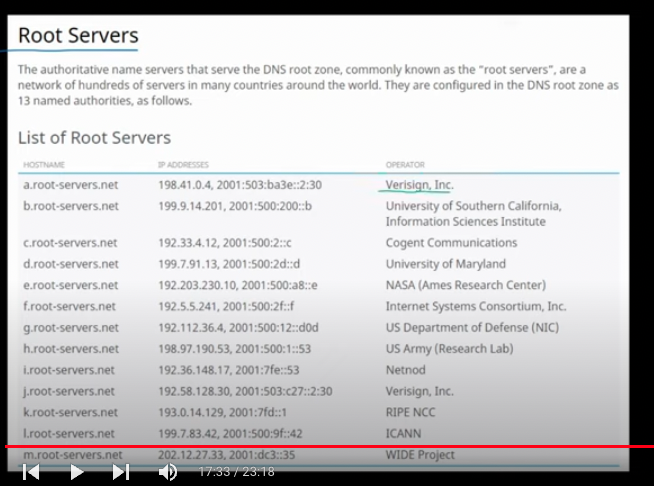 Root Servers
The authoritative name servers that serve the DNS root zone, commonly known as the "root servers", are a
network of hundreds of servers in many countries around the world. They are configured in the DNS root zone as
13 named authorities, as follows.
List of Root Servers
HOSTNAME IP ADDRESSES OPERATOR
a.root-servers.net 198.41.0.4, 2001:503:ba3e::2:30 Verisign, Inc.
b.root-servers.net 199.9.14.201, 2001:500:200::b University of Southern California,
Information Sciences Institute
c.root-servers.net 192.33.4.12, 2001:500:2::c Cogent Communications
d.root-servers.net 199.7.91.13, 2001:500:2d::d University of Maryland
e.root-servers.net 192.203.230.10, 2001:500:a8::e NASA (Ames Research Center)
f.root-servers.net 192.5.5.241, 2001:500:2f::f Internet Systems Consortium, Inc.
g.root-servers.net 192.112.36.4, 2001:500:12::d0d US Department of Defense (NIC)
h.root-servers.net 198.97.190.53, 2001:500:1::53 US Army (Research Lab)
i.root-servers.net 192.36.148.17, 2001:7fe::53 Netnod
j.root-servers.net 192.58.128.30, 2001:503:c27::2:30 Verisign, Inc.
k.root-servers.net 193.0.14.129, 2001:7fd::1 RIPE NCC
l.root-servers.net 199.7.83.42, 2001:500:9f::42 ICANN
m.root-servers.net 202.12.27.33, 2001:dc3::35 WIDE Project
17:33 / 23:18